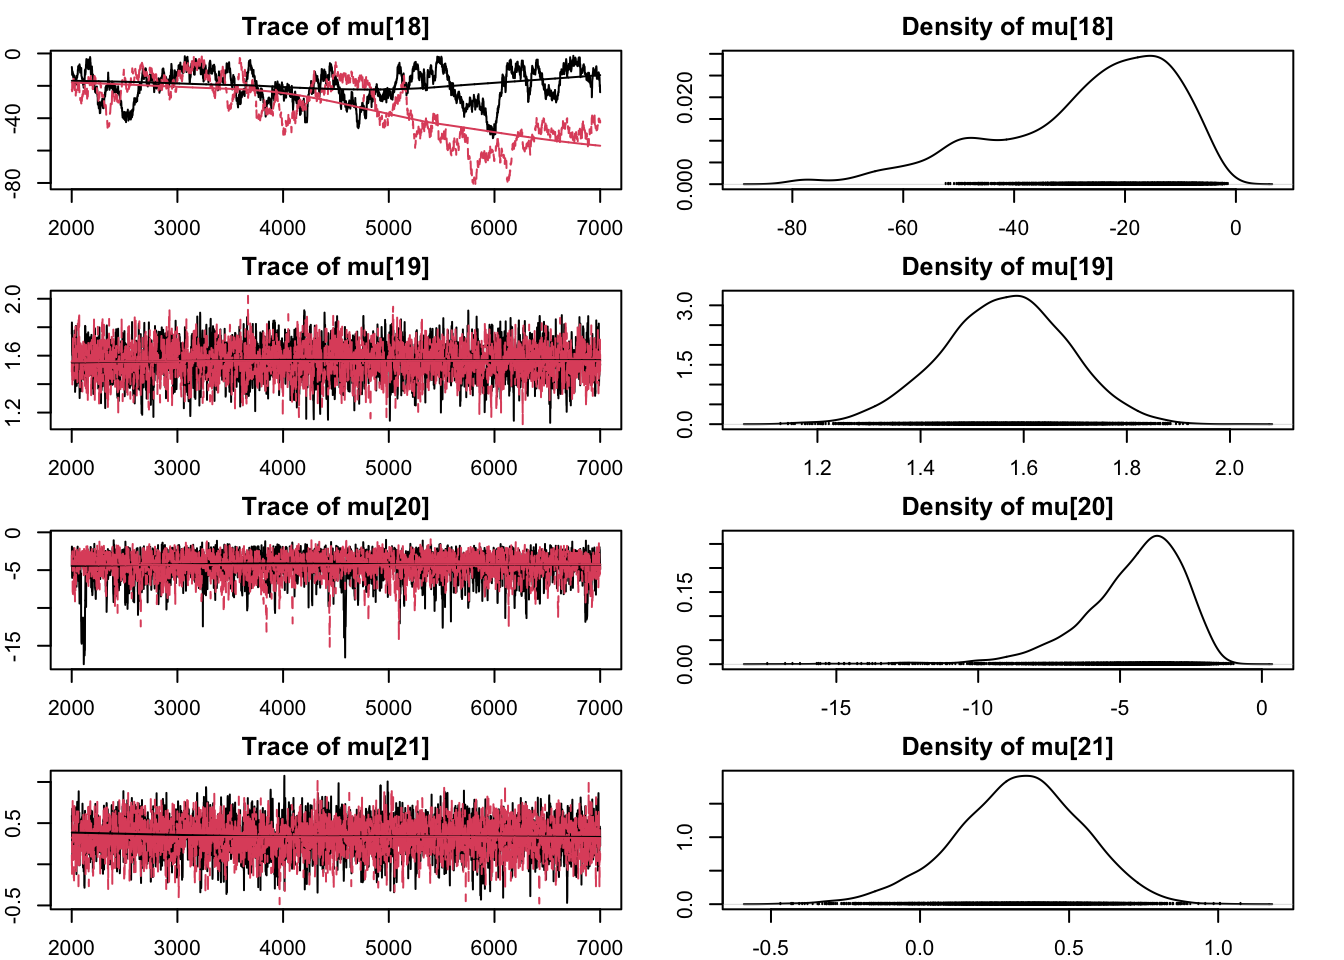 Trace of mu[18]
0
-40
-80
2000 3000 4000 5000 6000 7000
Density of mu[18]
0.020
0.000
-80 -60 -40 -20 0
Trace of mu[19]
2.0
1.6
1.2
2000 3000 4000 5000 6000 7000
Density of mu[19]
3.0
1.5
0.0
1.2 1.4 1.6 1.8 2.0
Trace of mu[20]
0
-5
-15
2000 3000 4000 5000 6000 7000
Density of mu[20]
0.15
0.00
-15 -10 -5 0
Trace of mu[21]
0.5
-0.5
2000 3000 4000 5000 6000 7000
Density of mu[21]
1.0
0.0
-0.5 0.0 0.5 1.0